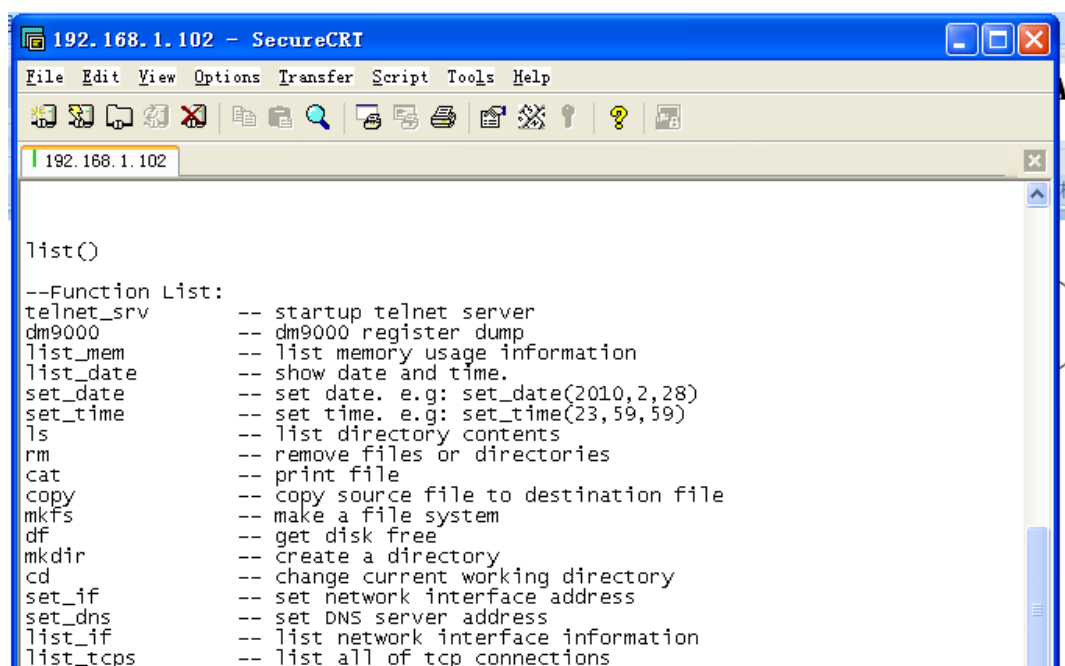 192.168.1.102 - SecureCRT
File Edit View Options Transfer Script Tools Help
192.168.1.102
list()
--Function List:
telnet_srv -- startup telnet server
dm9000 -- dm9000 register dump
list_mem -- list memory usage information
list_date -- show date and time.
set_date -- set date. e.g: set_date(2010,2,28)
set_time -- set time. e.g: set_time(23,59,59)
ls -- list directory contents
rm -- remove files or directories
cat -- print file
copy -- copy source file to destination file
mkfs -- make a file system
df -- get disk free
mkdir -- create a directory
cd -- change current working directory
set_if -- set network interface address
set_dns -- set DNS server address
list_if -- list network interface information
list_tcps -- list all of tcp connections